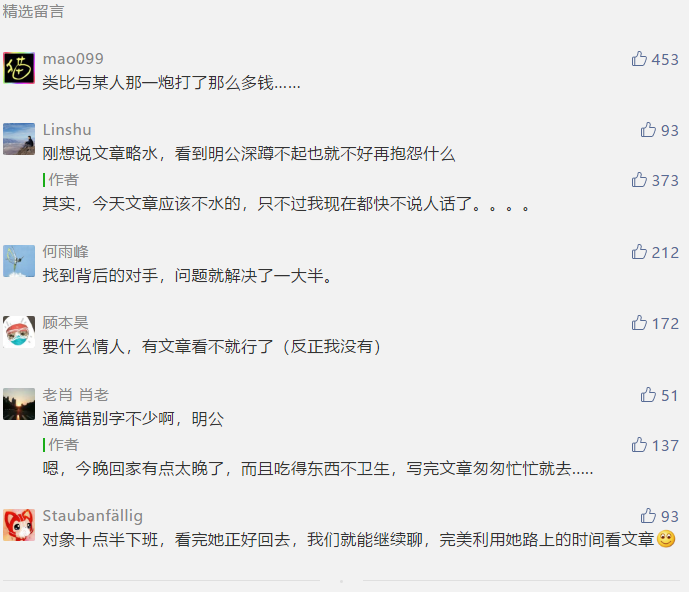 精选留言
mao099
453
类比与某人那一炮打了那么多钱......
Linshu
93
刚想说文章略水，看到明公深蹲不起也就不好再抱怨什么
作者
373
其实，今天文章应该不水的，只不过我现在都快不说人话了。。。。
何雨峰
212
找到背后的对手，问题就解决了一大半。
顾本昊
172
要什么情人，有文章看不就行了（反正我没有）
老肖 肖老
51
通篇错别字不少啊，明公
作者
137
嗯，今晚回家有点太晚了，而且吃得东西不卫生，写完文章匆匆忙忙就去.....
Staubanfällig
93
对象十点半下班，看完她正好回去，我们就能继续聊，完美利用她路上的时间看文章